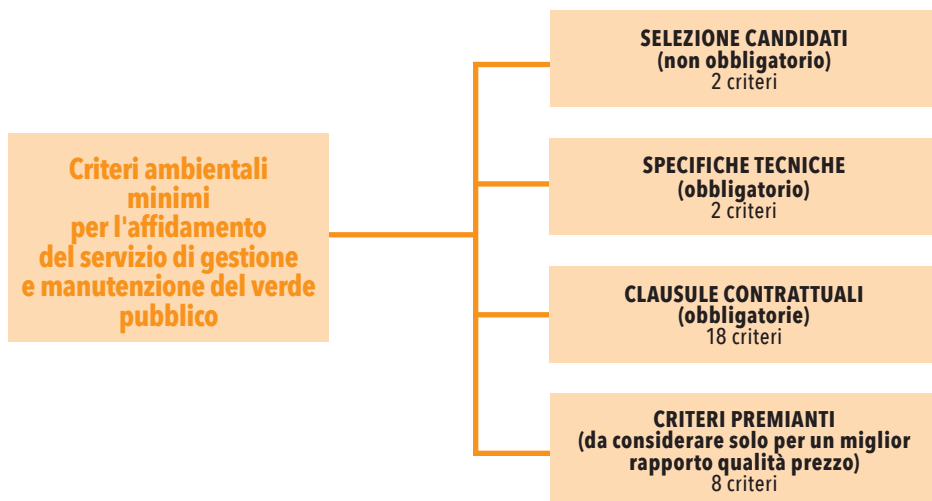 Criteri ambientali
minimi
per l'affidamento
del servizio di gestione
e manutenzione del verde
pubblico
SELEZIONE CANDIDATI
(non obbligatorio)
2 criteri
SPECIFICHE TECNICHE
(obbligatorio)
2 criteri
CLAUSULE CONTRATTUALI
(obbligatorie)
18 criteri
CRITERI PREMIANTI
(da considerare solo per un miglior
rapporto qualità prezzo)
8 criteri